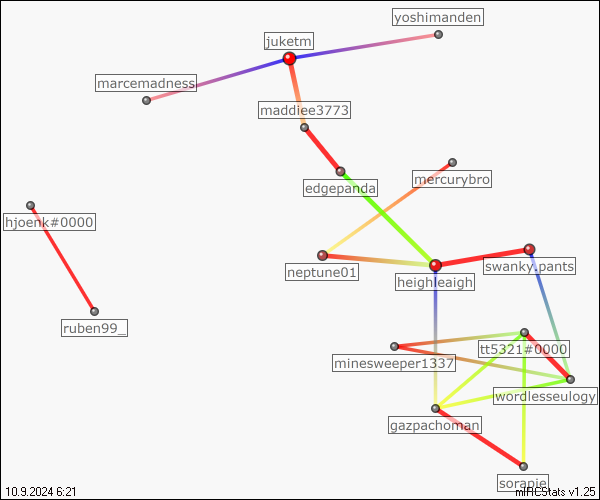 yoshimanden
juketm
marcemadness
maddiee3773
mercurybro
edgepanda
hjoenk#0000
swanky.pants
neptune01
heighleaigh
ruben99_
tt5321#0000
minesweeper1337
wordlesseulogy
gazpachoman
sorapie
10.9.2024 6:21
mIRCStats v1.25